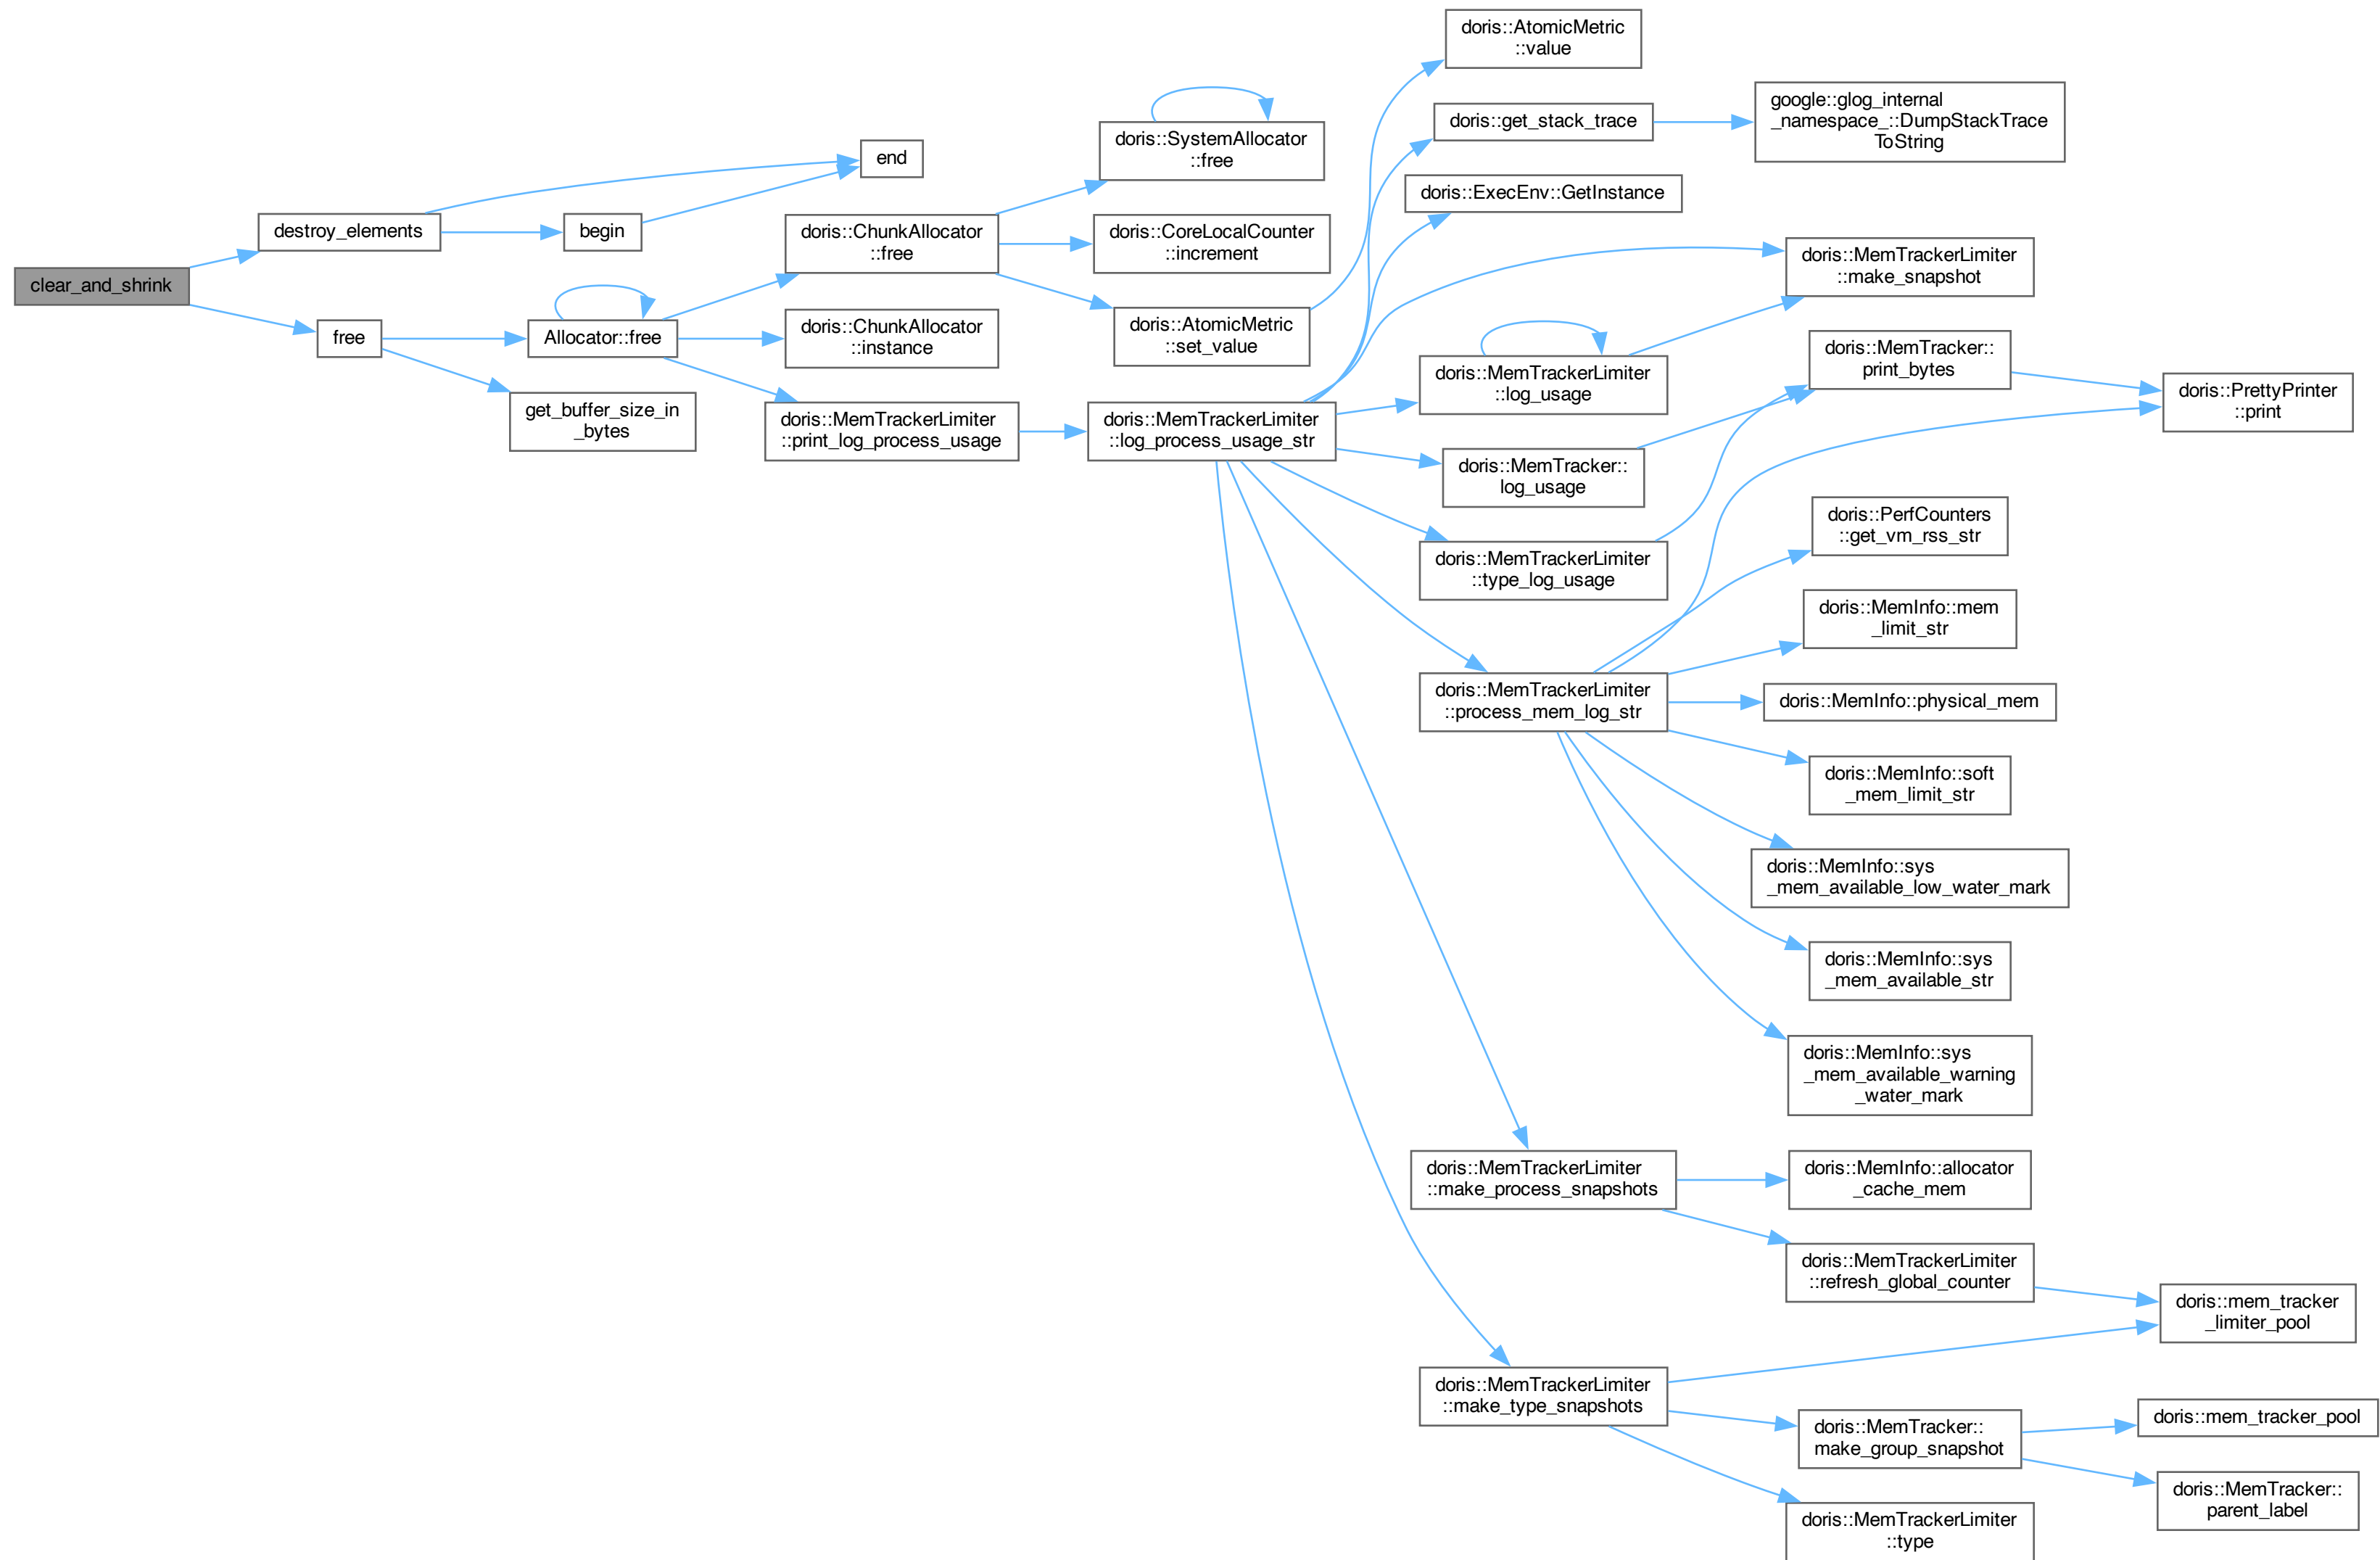 clear_and_shrink
destroy_elements
free
begin
Allocator::free
get_buffer_size_in
_bytes
end
doris::ChunkAllocator
::free
doris::ChunkAllocator
::instance
doris::MemTrackerLimiter
::print_log_process_usage
doris::SystemAllocator
::free
doris::CoreLocalCounter
::increment
doris::AtomicMetric
::set_value
doris::MemTrackerLimiter
::log_process_usage_str
doris::AtomicMetric
::value
doris::get_stack_trace
doris::ExecEnv::GetInstance
doris::MemTrackerLimiter
::log_usage
doris::MemTracker::
log_usage
doris::MemTrackerLimiter
::type_log_usage
doris::MemTrackerLimiter
::process_mem_log_str
doris::MemTrackerLimiter
::make_process_snapshots
doris::MemTrackerLimiter
::make_type_snapshots
google::glog_internal
_namespace_::DumpStackTrace
ToString
doris::MemTrackerLimiter
::make_snapshot
doris::MemTracker::
print_bytes
doris::PerfCounters
::get_vm_rss_str
doris::MemInfo::mem
_limit_str
doris::MemInfo::physical_mem
doris::MemInfo::soft
_mem_limit_str
doris::MemInfo::sys
_mem_available_low_water_mark
doris::MemInfo::sys
_mem_available_str
doris::MemInfo::sys
_mem_available_warning
_water_mark
doris::MemInfo::allocator
_cache_mem
doris::MemTrackerLimiter
::refresh_global_counter
doris::MemTracker::
make_group_snapshot
doris::MemTrackerLimiter
::type
doris::PrettyPrinter
::print
doris::mem_tracker
_limiter_pool
doris::mem_tracker_pool
doris::MemTracker::
parent_label